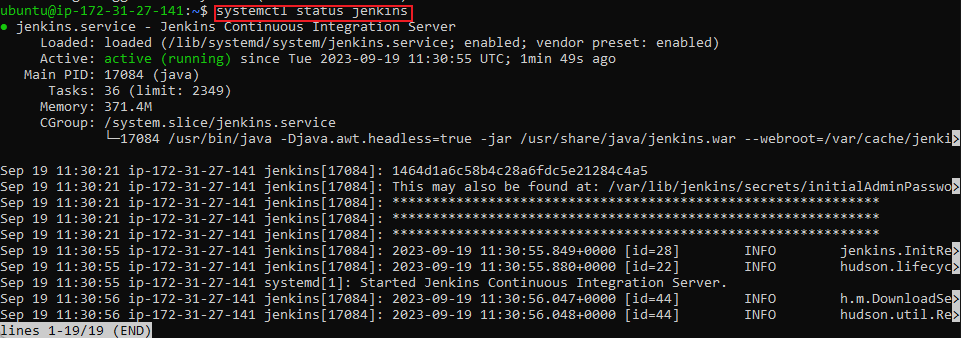 ubuntu@ip-172-31-27-141:~$ systemctl status jenkins
● jenkins.service - Jenkins Continuous Integration Server
Loaded: loaded (/lib/systemd/system/jenkins.service; enabled; vendor preset: enabled)
Active: active (running) since Tue 2023-09-19 11:30:55 UTC; 1min 49s ago
Main PID: 17084 (java)
Tasks: 36 (limit: 2349)
Memory: 371.4M
CGroup: /system.slice/jenkins.service
└─17084 /usr/bin/java -Djava.awt.headless=true -jar /usr/share/java/jenkins.war --webroot=/var/cache/jenki>
Sep 19 11:30:21 ip-172-31-27-141 jenkins[17084]: 1464d1a6c58b4c28a6fdc5e21284c4a5
Sep 19 11:30:21 ip-172-31-27-141 jenkins[17084]: This may also be found at: /var/lib/jenkins/secrets/initialAdminPasswo>
Sep 19 11:30:21 ip-172-31-27-141 jenkins[17084]: *************************************************************
Sep 19 11:30:21 ip-172-31-27-141 jenkins[17084]: *************************************************************
Sep 19 11:30:21 ip-172-31-27-141 jenkins[17084]: *************************************************************
Sep 19 11:30:55 ip-172-31-27-141 jenkins[17084]: 2023-09-19 11:30:55.849+0000 [id=28] INFO jenkins.InitRe>
Sep 19 11:30:55 ip-172-31-27-141 jenkins[17084]: 2023-09-19 11:30:55.880+0000 [id=22] INFO hudson.lifecyc>
Sep 19 11:30:55 ip-172-31-27-141 systemd[1]: Started Jenkins Continuous Integration Server.
Sep 19 11:30:56 ip-172-31-27-141 jenkins[17084]: 2023-09-19 11:30:56.047+0000 [id=44] INFO h.m.DownloadSe>
Sep 19 11:30:56 ip-172-31-27-141 jenkins[17084]: 2023-09-19 11:30:56.048+0000 [id=44] INFO hudson.util.Re>
lines 1-19/19 (END)